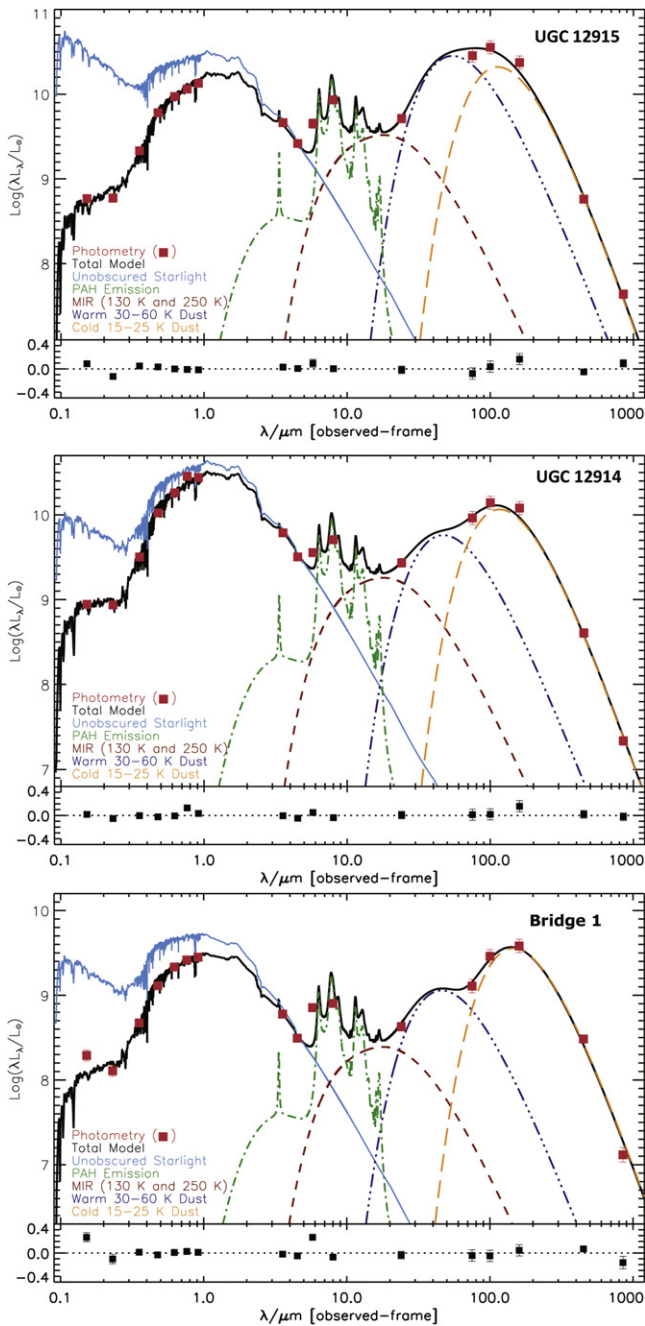 UGC 12915
11
10
9
8
Log(λLλ/L⊙)
Photometry (■)
Total Model
Unobscured Starlight
PAH Emission
MIR (130 K and 250 K)
Warm 30−60 K Dust
Cold 15−25 K Dust
0.4
0.0
−0.4
0.1 1.0 10.0 100.0 1000
λ/μm [observed−frame]
UGC 12914
10
9
8
7
Log(λLλ/L⊙)
Photometry (■)
Total Model
Unobscured Starlight
PAH Emission
MIR (130 K and 250 K)
Warm 30−60 K Dust
Cold 15−25 K Dust
0.4
0.0
−0.4
0.1 1.0 10.0 100.0 1000
λ/μm [observed−frame]
Bridge 1
10
9
8
7
Log(λLλ/L⊙)
Photometry (■)
Total Model
Unobscured Starlight
PAH Emission
MIR (130 K and 250 K)
Warm 30−60 K Dust
Cold 15−25 K Dust
0.4
0.0
−0.4
0.1 1.0 10.0 100.0 1000
λ/μm [observed−frame]